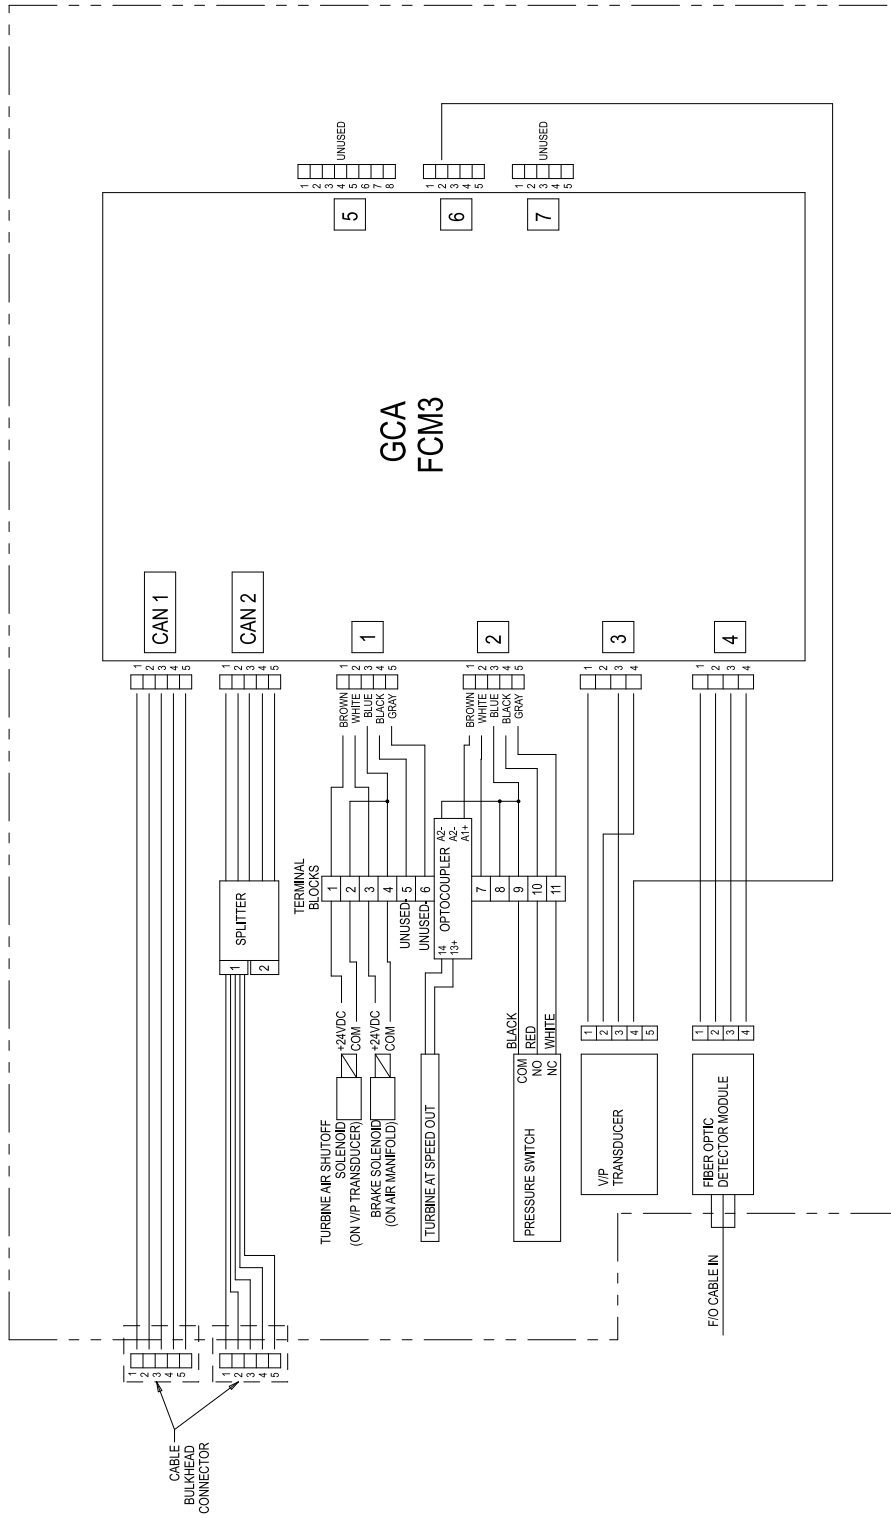 CABLE
BULKHEAD
CONNECTOR
1
2
3
4
5
1
2
3
4
5
SPLITTER
1
2
1
2
3
4
5
CAN 1
1
2
3
4
5
CAN 2
TURBINE AIR SHUTOFF
SOLENOID
(ON V/P TRANSDUCER)
+24VDC
COM
BRAKE SOLENOID
(ON AIR MANIFOLD)
+24VDC
COM
TERMINAL
BLOCKS
1
2
3
4
5
6
UNUSED
UNUSED
BROWN
WHITE
BLUE
BLACK
GRAY
1
2
3
4
5
1
TURBINE AT SPEED OUT
14
13+
OPTOCOUPLER
A2-
A2-
A1+
7
8
9
10
11
BROWN
WHITE
BLUE
BLACK
GRAY
1
2
3
4
5
2
PRESSURE SWITCH
COM
NO
NC
BLACK
RED
WHITE
V/P
TRANSDUCER
1
2
3
4
5
1
2
3
4
3
F/O CABLE IN
FIBER OPTIC
DETECTOR MODULE
1
2
3
4
1
2
3
4
4
GCA
FCM3
5
1
2
3
4
5
6
7
8
UNUSED
6
1
2
3
4
5
7
1
2
3
4
5
UNUSED